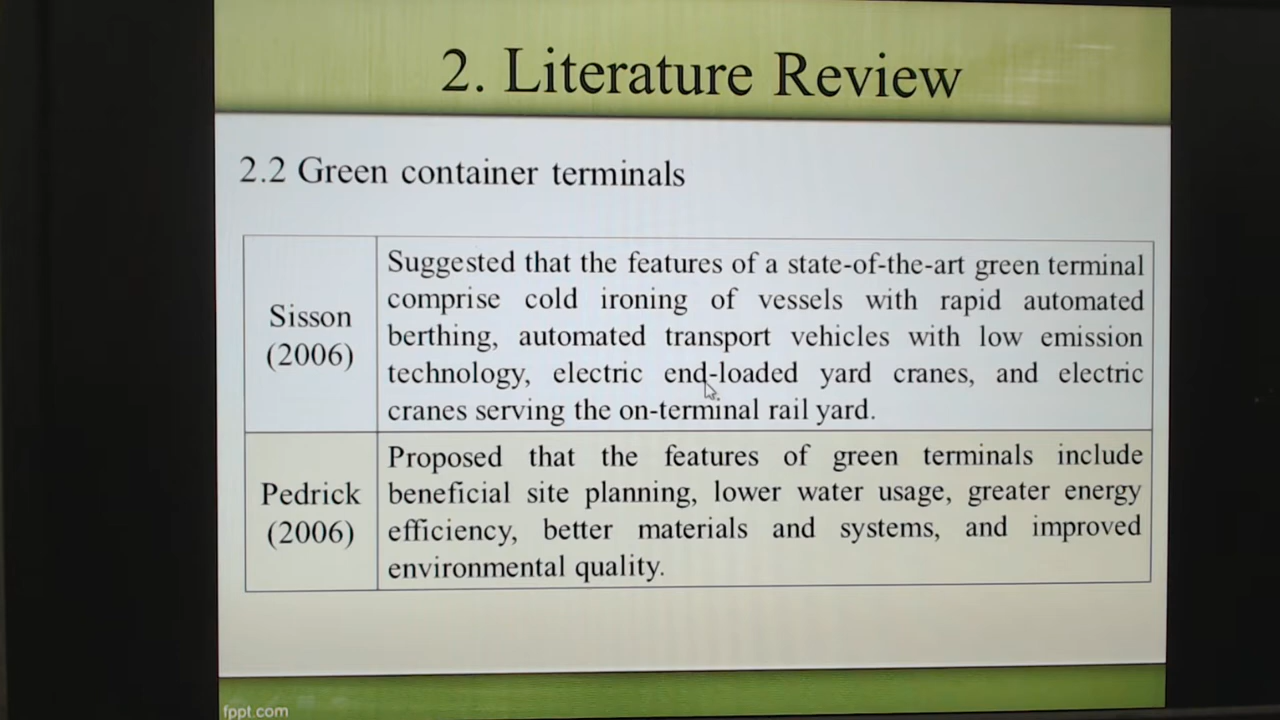 2. Literature Review
2.2 Green container terminals
Sisson
(2006)
Suggested that the features of a state-of-the-art green terminal
comprise cold ironing of vessels with rapid automated
berthing, automated transport vehicles with low emission
technology, electric end-loaded yard cranes, and electric
cranes serving the on-terminal rail yard.
Pedrick
(2006)
Proposed that the features of green terminals include
beneficial site planning, lower water usage, greater energy
efficiency, better materials and systems, and improved
environmental quality.
fppt.com